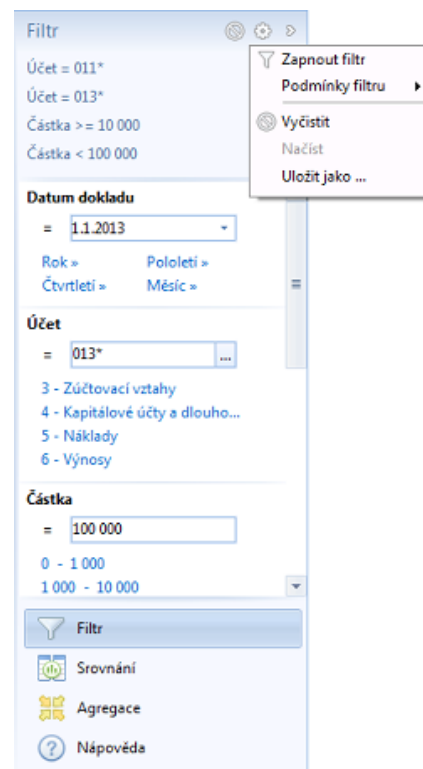 Filtr
Účet = 011*
Účet = 013*
Částka >= 10 000
Částka < 100 000
Zapnout filtr
Podmínky filtru
Vyčistit
Načíst
Uložit jako ...
Datum dokladu
= 1.1.2013
Rok » Pololetí »
Čtvrtletí » Měsíc »
Účet
= 013* ...
3 - Zúčtovací vztahy
4 - Kapitálové účty a dlouho...
5 - Náklady
6 - Výnosy
Částka
= 100 000
0 - 1 000
1 000 - 10 000
Filtr
Srovnání
Agregace
Nápověda